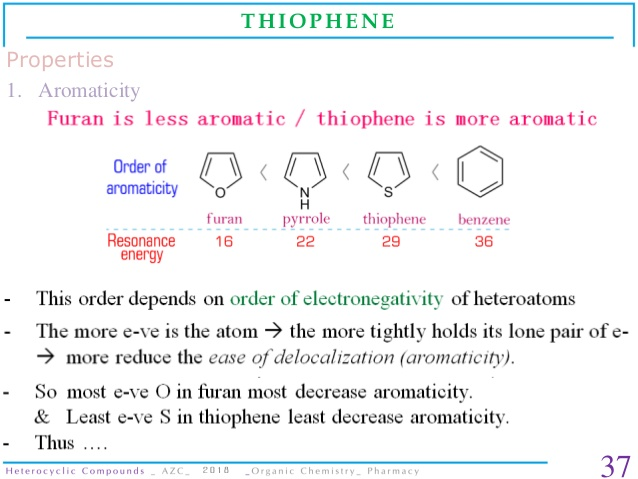 THIOPHENE
Properties
1. Aromaticity
Furan is less aromatic / thiophene is more aromatic
Order of
aromaticity
O < N H < S <
furan pyrrole thiophene benzene
Resonance 16 22 29 36
energy
- This order depends on order of electronegativity of heteroatoms
- The more e-ve is the atom → the more tightly holds its lone pair of e-
→ more reduce the ease of delocalization (aromaticity).
- So most e-ve O in furan most decrease aromaticity.
& Least e-ve S in thiophene least decrease aromaticity.
- Thus ....
Heterocyclic Compounds _ AZC_ 2018 _Organic Chemistry_ Pharmacy
37